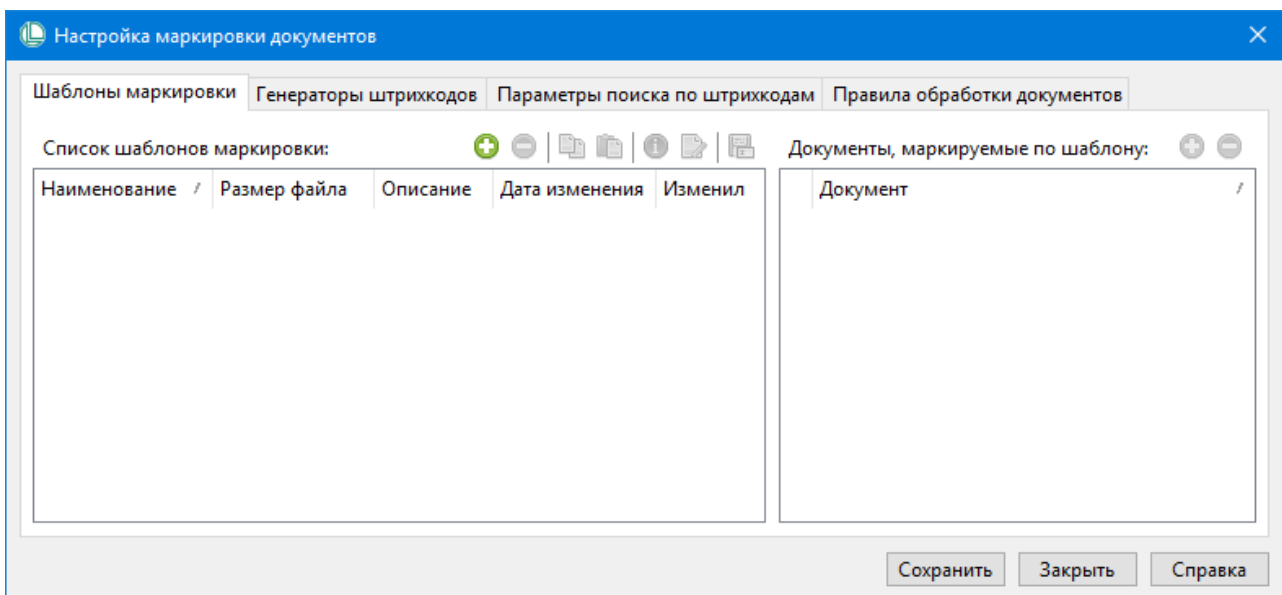 Настройка маркировки документов
Шаблоны маркировки Генераторы штрихкодов Параметры поиска по штрихкодам Правила обработки документов
Список шаблонов маркировки: Документы, маркируемые по шаблону:
Наименование Размер файла Описание Дата изменения Изменил Документ
Сохранить Закрыть Справка